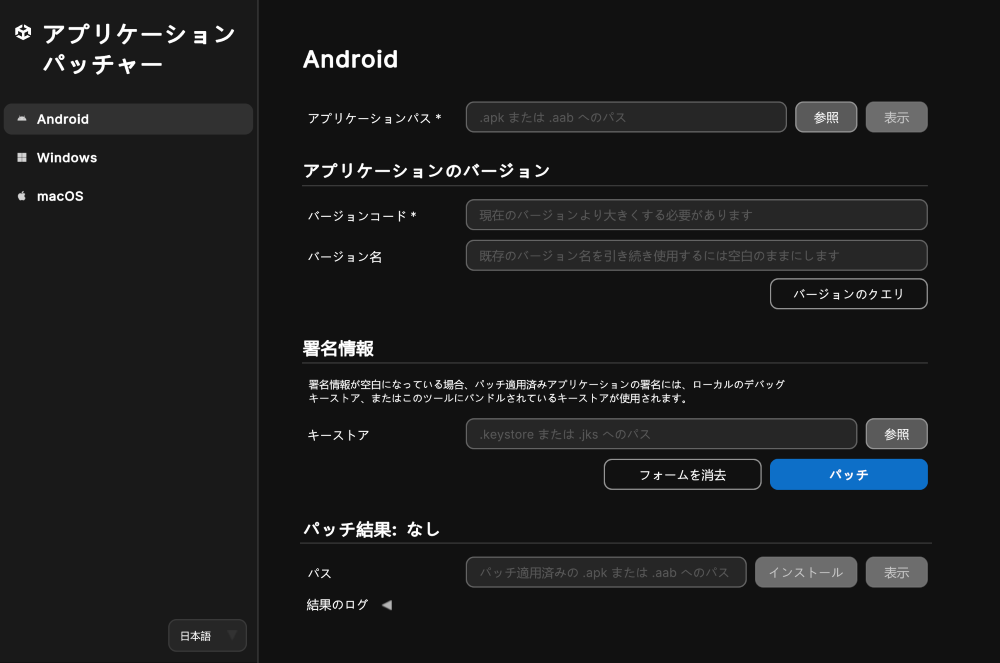 アプリケーション
パッチャー
Android
Windows
macOS
日本語
Android
アプリケーションパス *
.apk または .aab へのパス
参照
表示
アプリケーションのバージョン
バージョンコード *
現在のバージョンより大きくする必要があります
バージョン名
既存のバージョン名を引き続き使用するには空白のままにします
バージョンのクエリ
署名情報
署名情報が空白になっている場合、パッチ適用済みアプリケーションの署名には、ローカルのデバッグ
キーストア、またはこのツールにバンドルされているキーストアが使用されます。
キーストア
.keystore または .jks へのパス
参照
フォームを消去
パッチ
パッチ結果: なし
パス
パッチ適用済みの .apk または .aab へのパス
インストール
表示
結果のログ